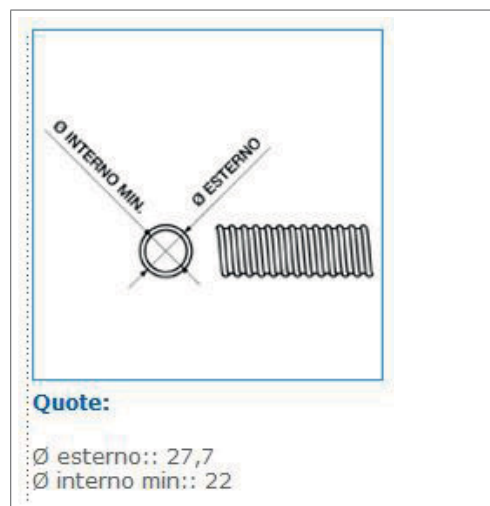 Ø INTERNO MIN.
Ø ESTERNO
Quote:
Ø esterno:: 27,7
Ø interno min:: 22